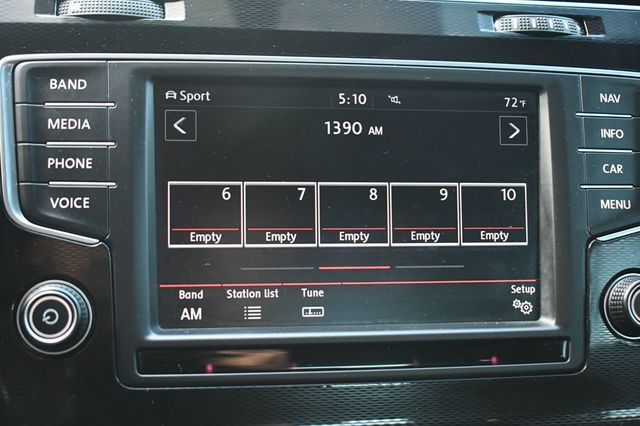 BAND
MEDIA
PHONE
VOICE
Sport 5:10 72°F
1390 AM
6 7 8 9 10
Empty Empty Empty Empty Empty
Band Station list Tune Setup
AM
NAV
INFO
CAR
MENU